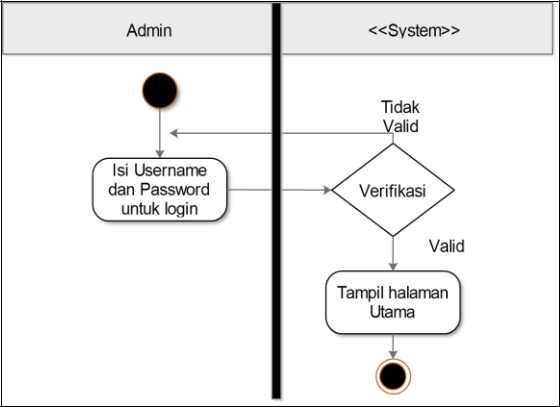 Admin
<<System>>
Tidak
Valid
Isi Username
dan Password
untuk login
Verifikasi
Valid
Tampil halaman
Utama